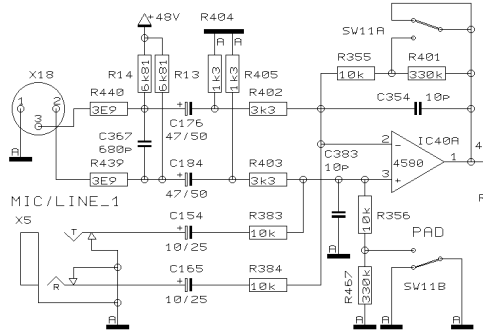 +48V
R404
A
A
SW11A
X18
R440
R14
6k81
6k81
R13
1k3
1k3
R405
R402
R355
R401
10k
330k
C354
10p
1
2
3
3E9
C367
680p
+
C176
47/50
3k3
A
R439
3E9
+
C184
47/50
R403
3k3
C383
10p
2
3
-
+
IC40A
4580
1
4
R
MIC/LINE_1
X5
T
R
+
C154
10/25
R383
10k
A
10k
R356
PAD
+
C165
10/25
R384
10k
R467
330k
SW11B
A
A
A
A